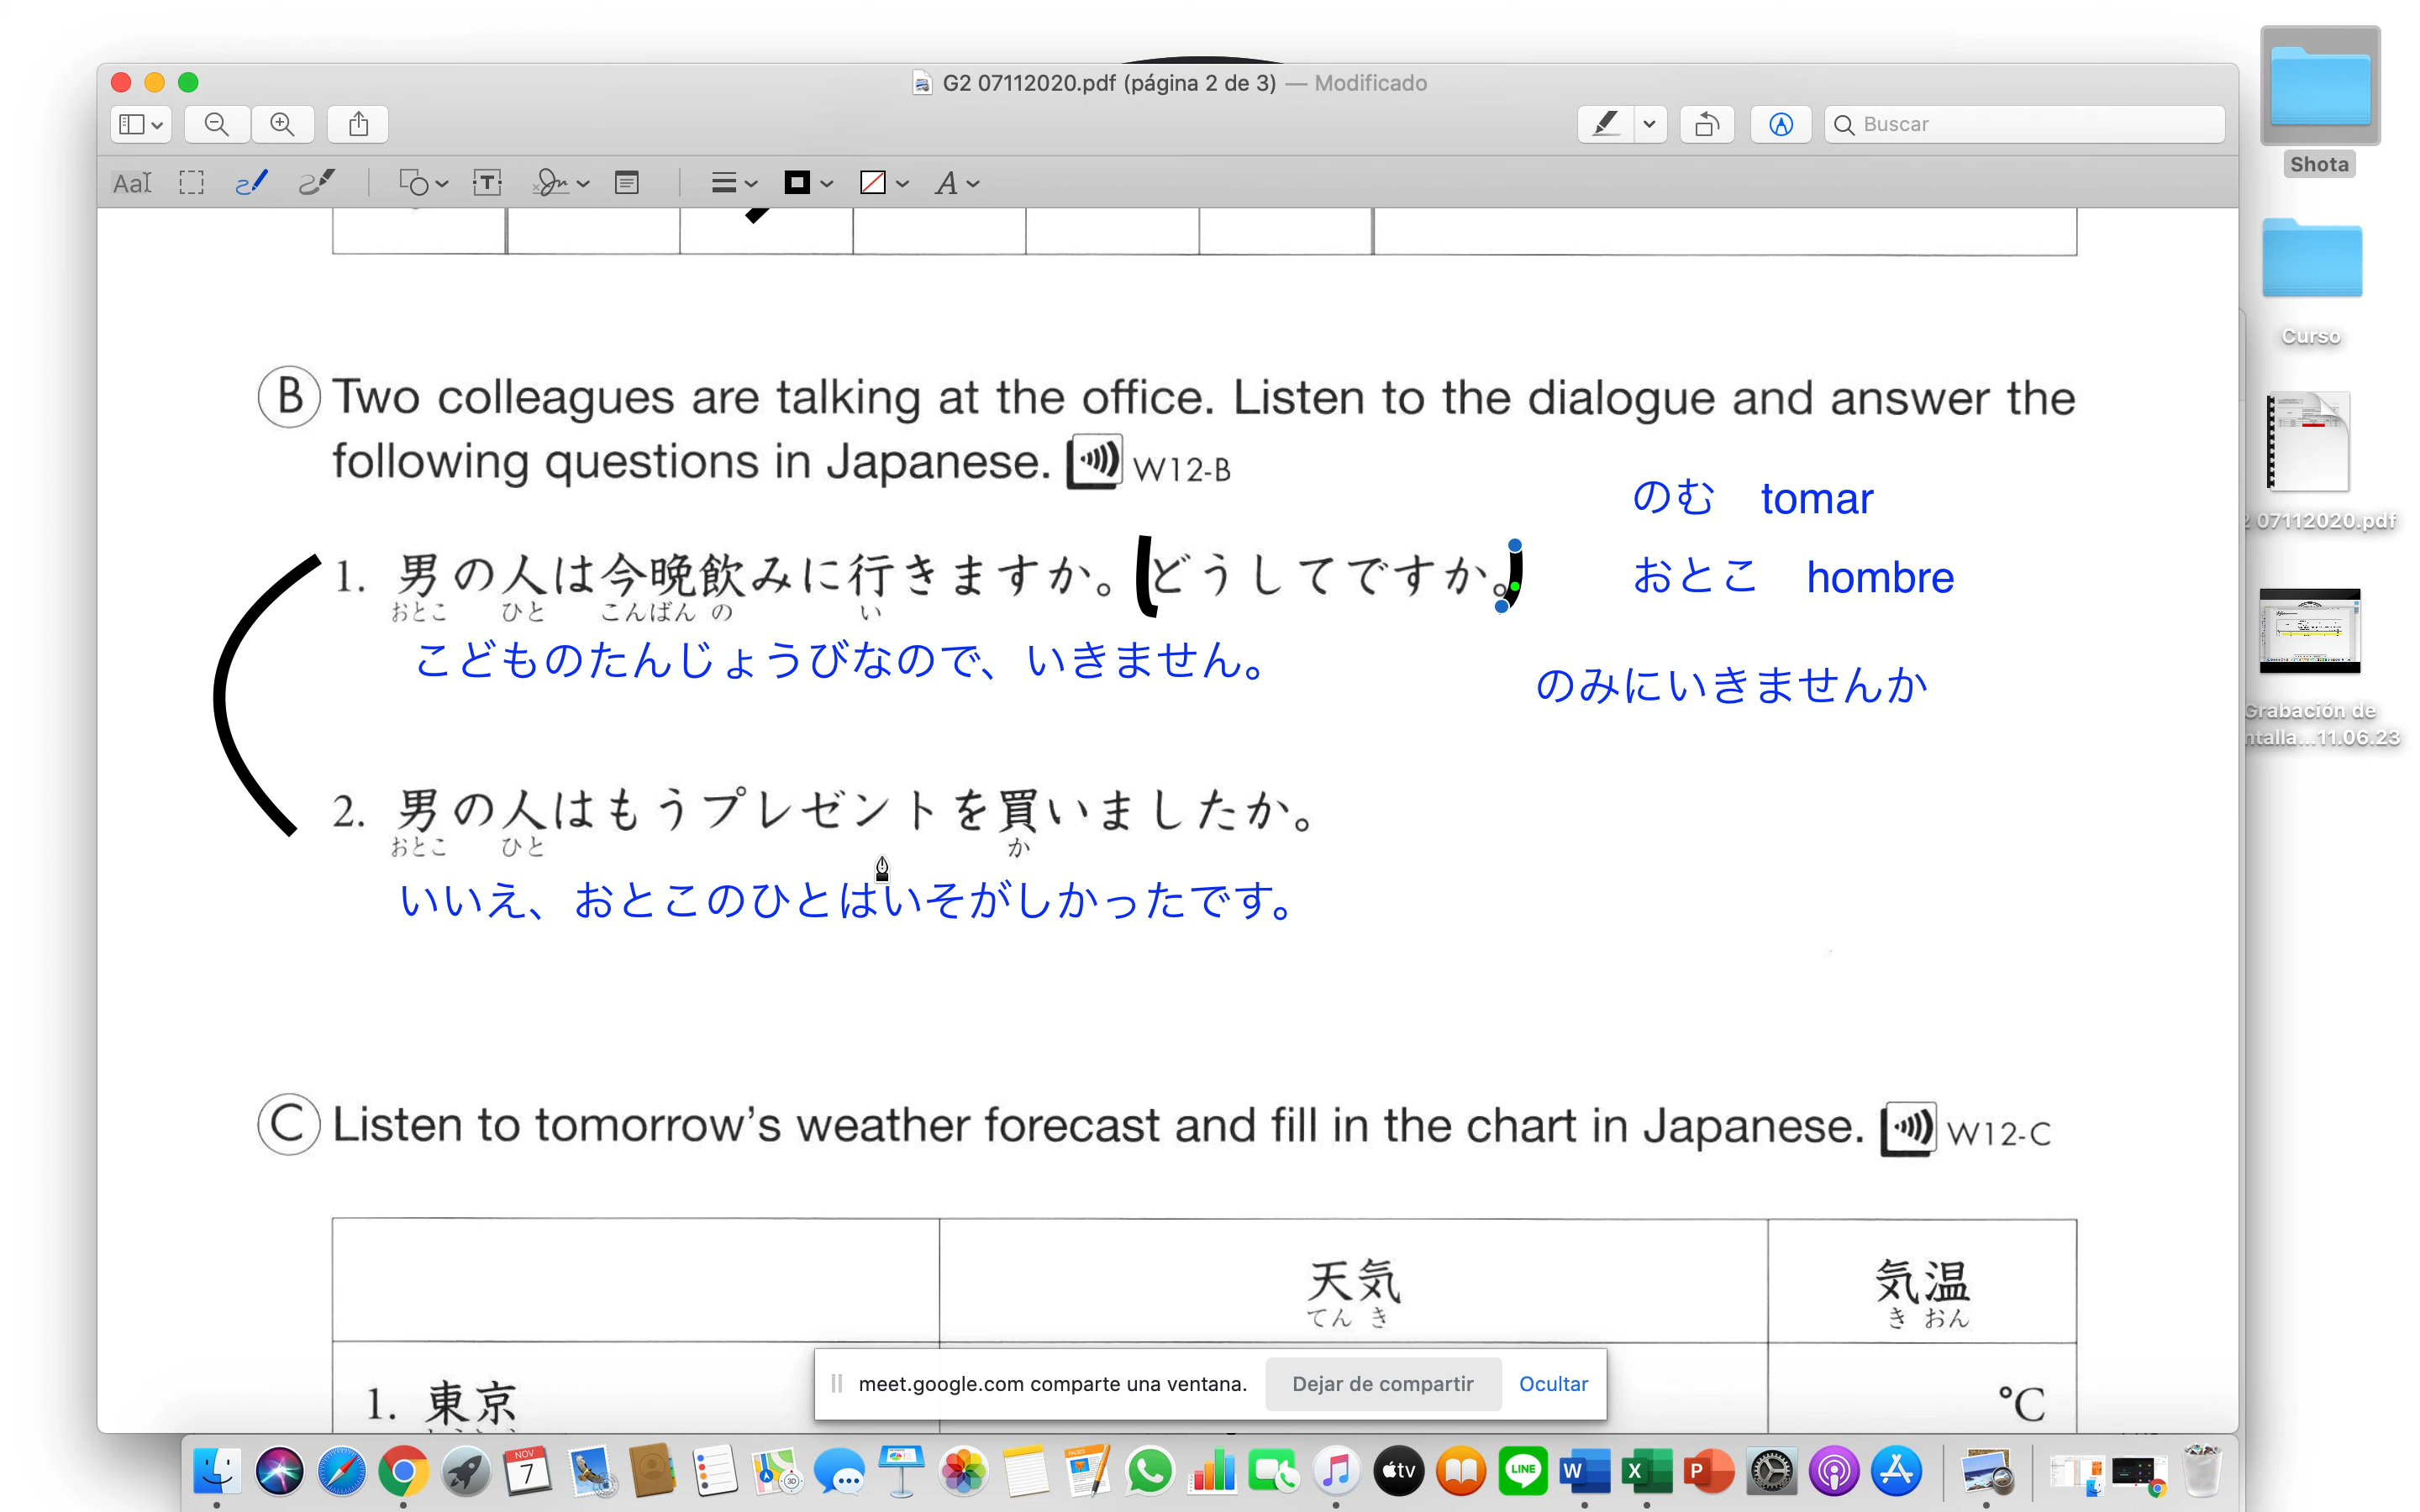 G2 07112020.pdf (página 2 de 3) — Modificado
Buscar
Shota
Curso
2 07112020.pdf
Grabación de
ntalla...11.06.23
B Two colleagues are talking at the office. Listen to the dialogue and answer the
following questions in Japanese. W12-B
のむ tomar
1. 男の人は今晩飲みに行きますか。どうしてですか。
おとこ ひと こんばん の い
おとこ hombre
こどものたんじょうびなので、いきません。
のみにいきませんか
2. 男の人はもうプレゼントを買いましたか。
おとこ ひと か
いいえ、おとこのひとはいそがしかったです。
C Listen to tomorrow's weather forecast and fill in the chart in Japanese. W12-C
天気 気温
てん き き おん
1. 東京 ℃
meet.google.com comparte una ventana. Dejar de compartir Ocultar
NOV
7
PAGES
3D
tv
LINE
W
X
P